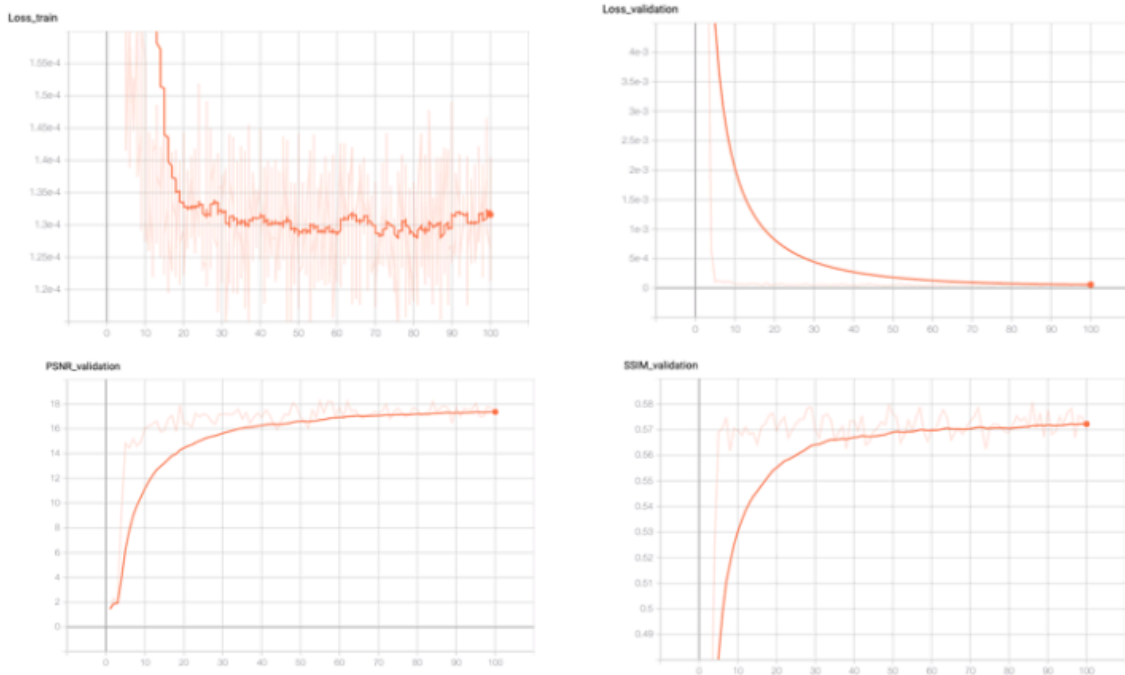 Loss_train
1.55e-4
1.5e-4
1.45e-4
1.4e-4
1.35e-4
1.3e-4
1.25e-4
1.2e-4
0 10 20 30 40 50 60 70 80 90 100
Loss_validation
4e-3
3.5e-3
3e-3
2.5e-3
2e-3
1.5e-3
1e-3
5e-4
0
0 10 20 30 40 50 60 70 80 90 100
PSNR_validation
18
16
14
12
10
8
6
4
2
0
0 10 20 30 40 50 60 70 80 90 100
SSIM_validation
0.58
0.57
0.56
0.55
0.54
0.53
0.52
0.51
0.5
0.49
0 10 20 30 40 50 60 70 80 90 100